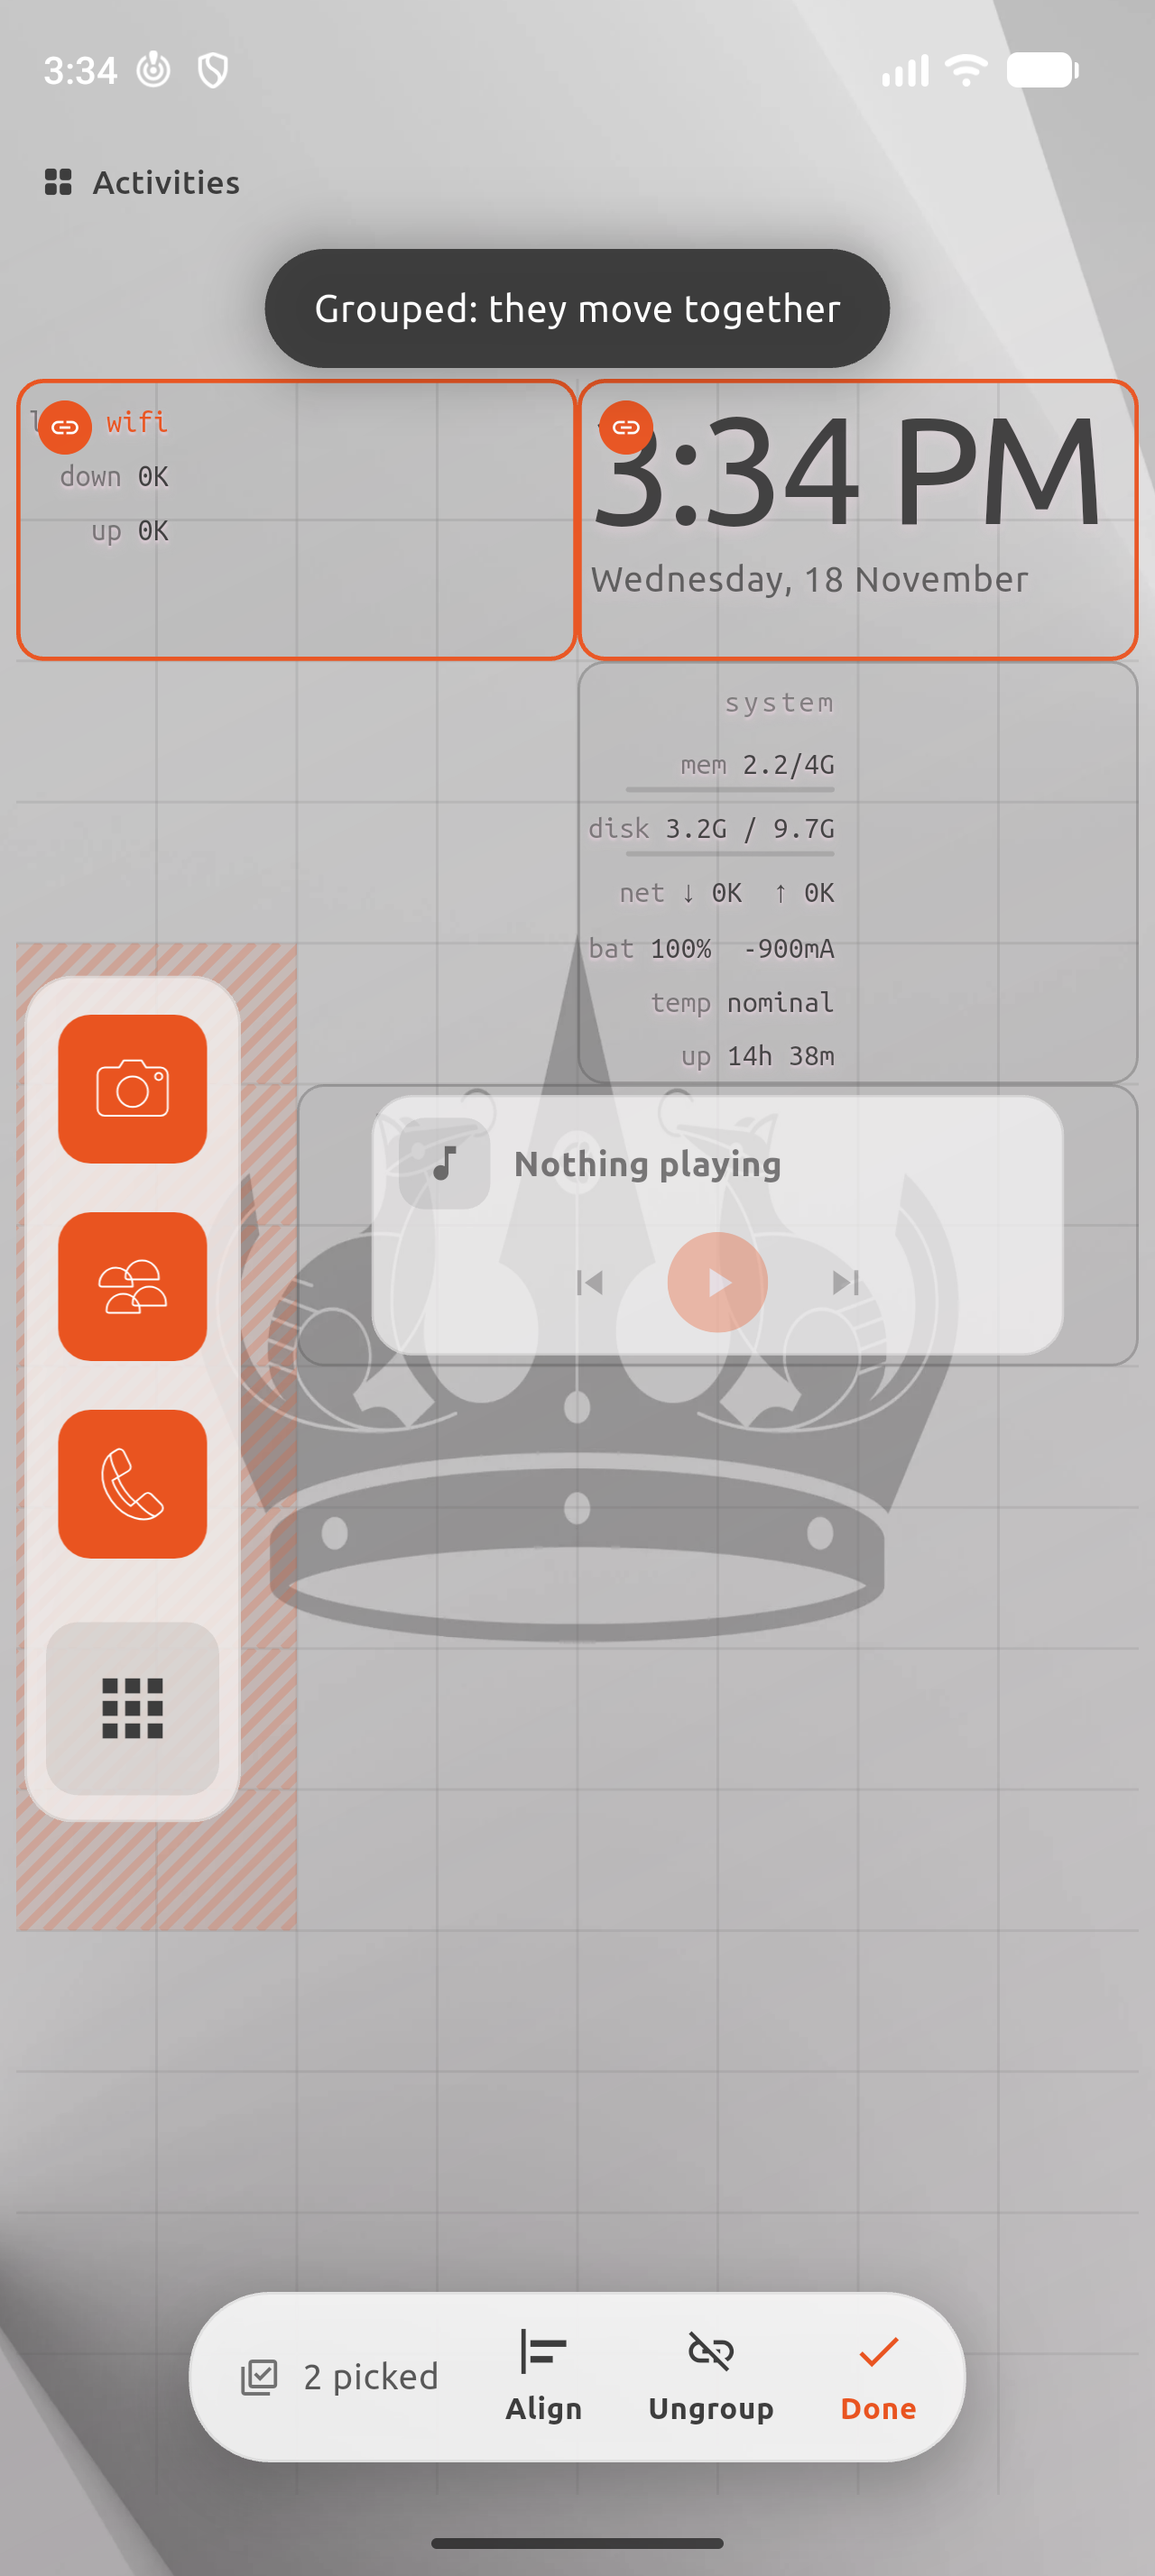 3:34
Activities
Grouped: they move together
wifi
down 0K
up 0K
3:34 PM
Wednesday, 18 November
system
mem 2.2/4G
disk 3.2G / 9.7G
net ↓ 0K ↑ 0K
bat 100% -900mA
temp nominal
up 14h 38m
Nothing playing
2 picked
Align
Ungroup
Done